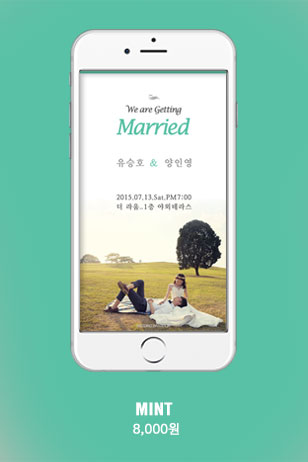 We are Getting
Married
유승호 & 양인영
2015.07.13,Sat,PM7:00
더 라움..1층 야외테라스
MINT
8,000원